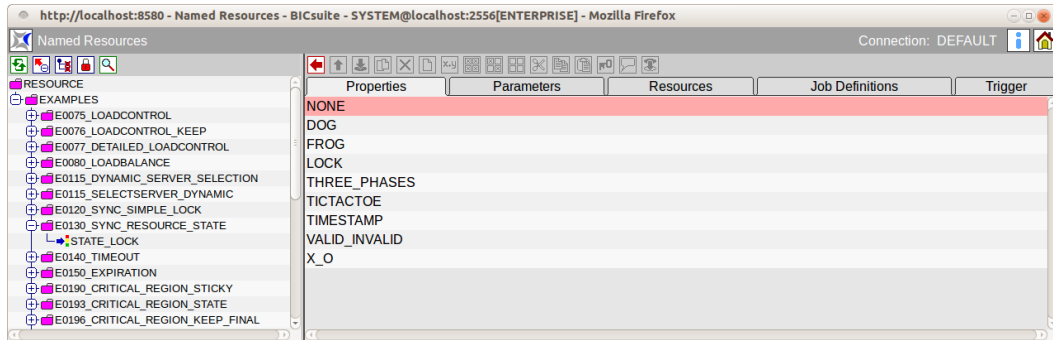 http://localhost:8580 - Named Resources - BICsuite - SYSTEM@localhost:2556[ENTERPRISE] - Mozilla Firefox
Named Resources
Connection: DEFAULT
RESOURCE
EXAMPLES
E0075_LOADCONTROL
E0076_LOADCONTROL_KEEP
E0077_DETAILED_LOADCONTROL
E0080_LOADBALANCE
E0115_DYNAMIC_SERVER_SELECTION
E0115_SELECTSERVER_DYNAMIC
E0120_SYNC_SIMPLE_LOCK
E0130_SYNC_RESOURCE_STATE
STATE_LOCK
E0140_TIMEOUT
E0150_EXPIRATION
E0190_CRITICAL_REGION_STICKY
E0193_CRITICAL_REGION_STATE
E0196_CRITICAL_REGION_KEEP_FINAL
Properties Parameters Resources Job Definitions Trigger
NONE
DOG
FROG
LOCK
THREE_PHASES
TICTACTOE
TIMESTAMP
VALID_INVALID
X_O